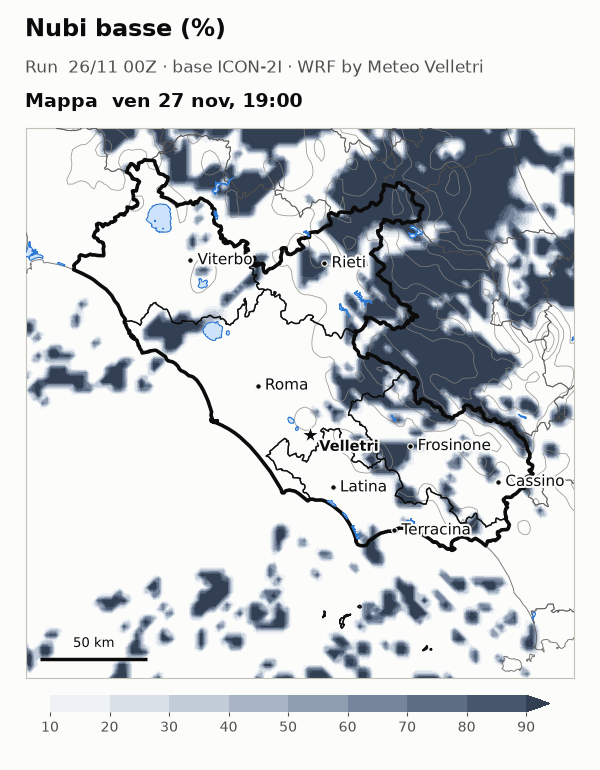 Nubi basse (%)
Run  26/11 00Z · base ICON-2I · WRF by Meteo Velletri
Mappa  ven 27 nov, 19:00
Viterbo
Rieti
Roma
Velletri
Frosinone
Cassino
Latina
Terracina
50 km
10 20 30 40 50 60 70 80 90